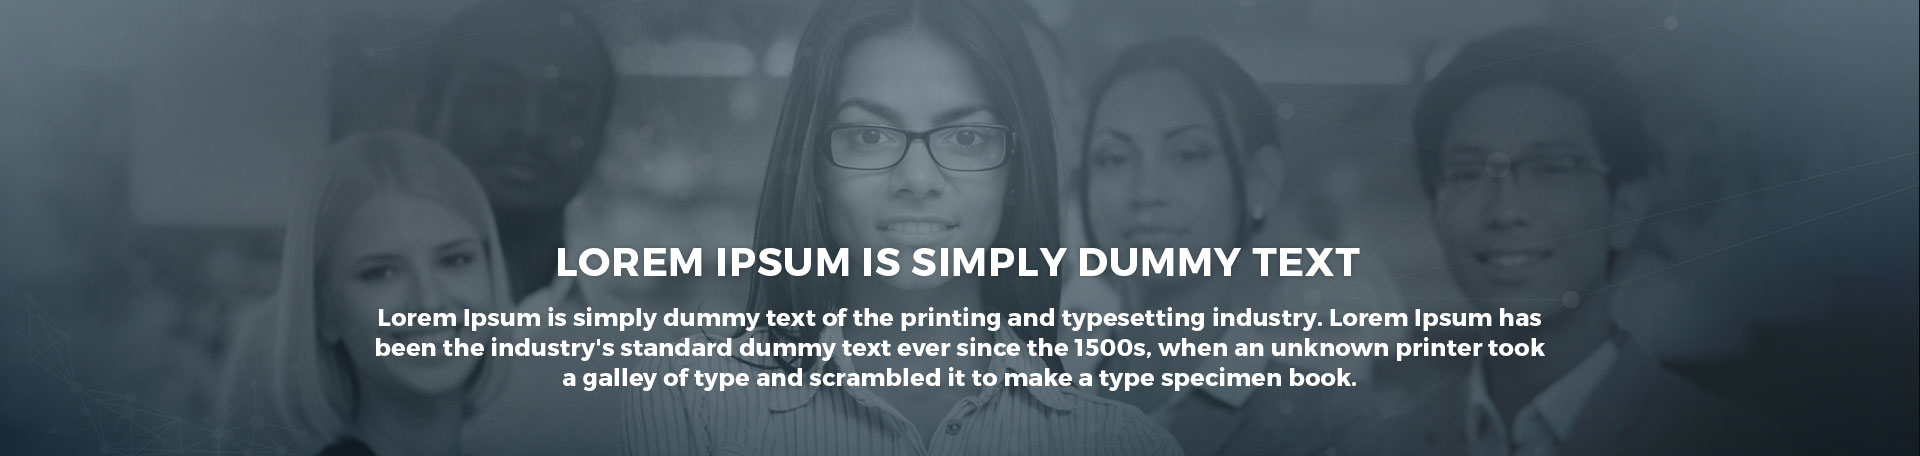 LOREM IPSUM IS SIMPLY DUMMY TEXT
Lorem Ipsum is simply dummy text of the printing and typesetting industry. Lorem Ipsum has
been the industry's standard dummy text ever since the 1500s, when an unknown printer took
a galley of type and scrambled it to make a type specimen book.